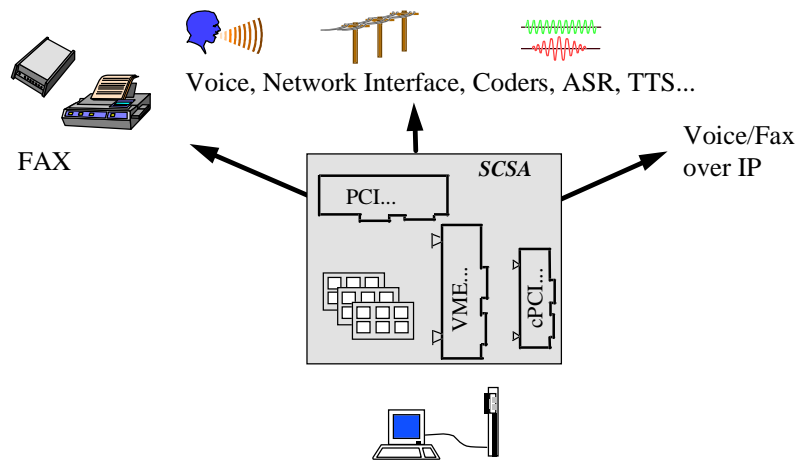 Voice, Network Interface, Coders, ASR, TTS...
FAX
Voice/Fax
over IP
SCSA
PCI...
VME...
cPCI...